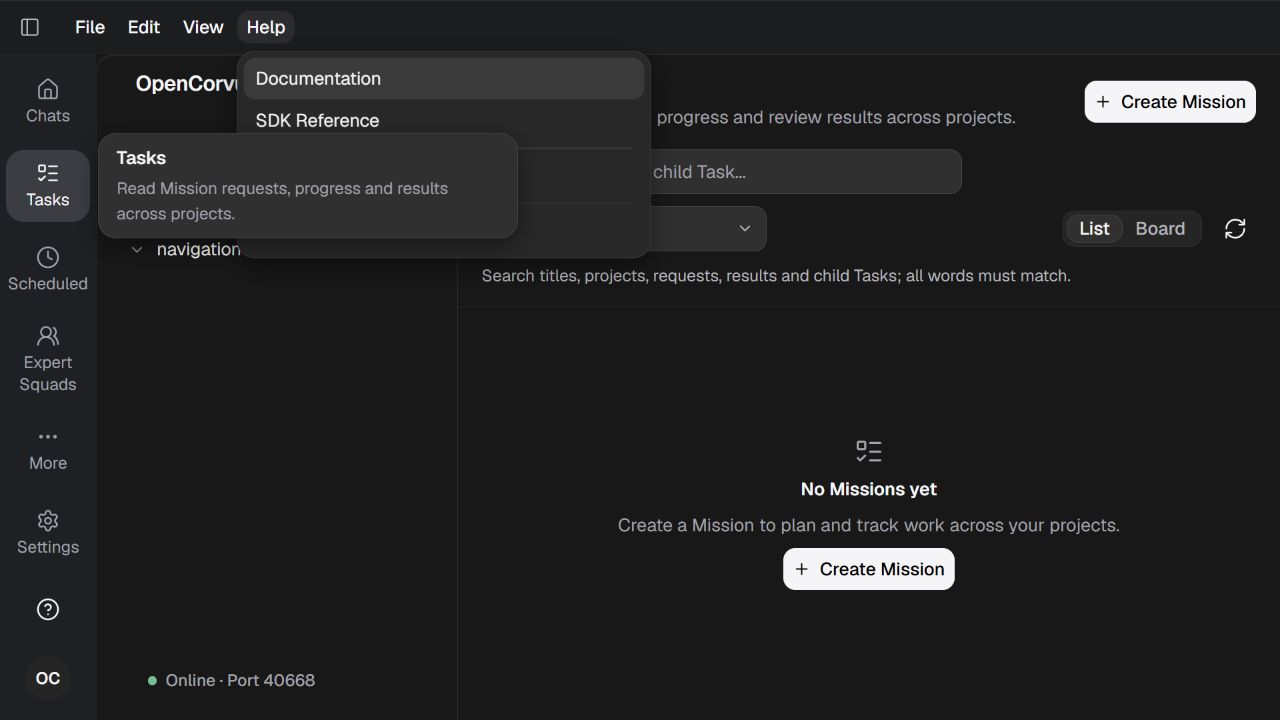 File Edit View Help
OpenCorv
Documentation
SDK Reference
Tasks
Read Mission requests, progress and results
across projects.
navigation
Chats
Tasks
Scheduled
Expert
Squads
More
Settings
OC
Online · Port 40668
progress and review results across projects.
+ Create Mission
child Task...
List Board
Search titles, projects, requests, results and child Tasks; all words must match.
No Missions yet
Create a Mission to plan and track work across your projects.
+ Create Mission